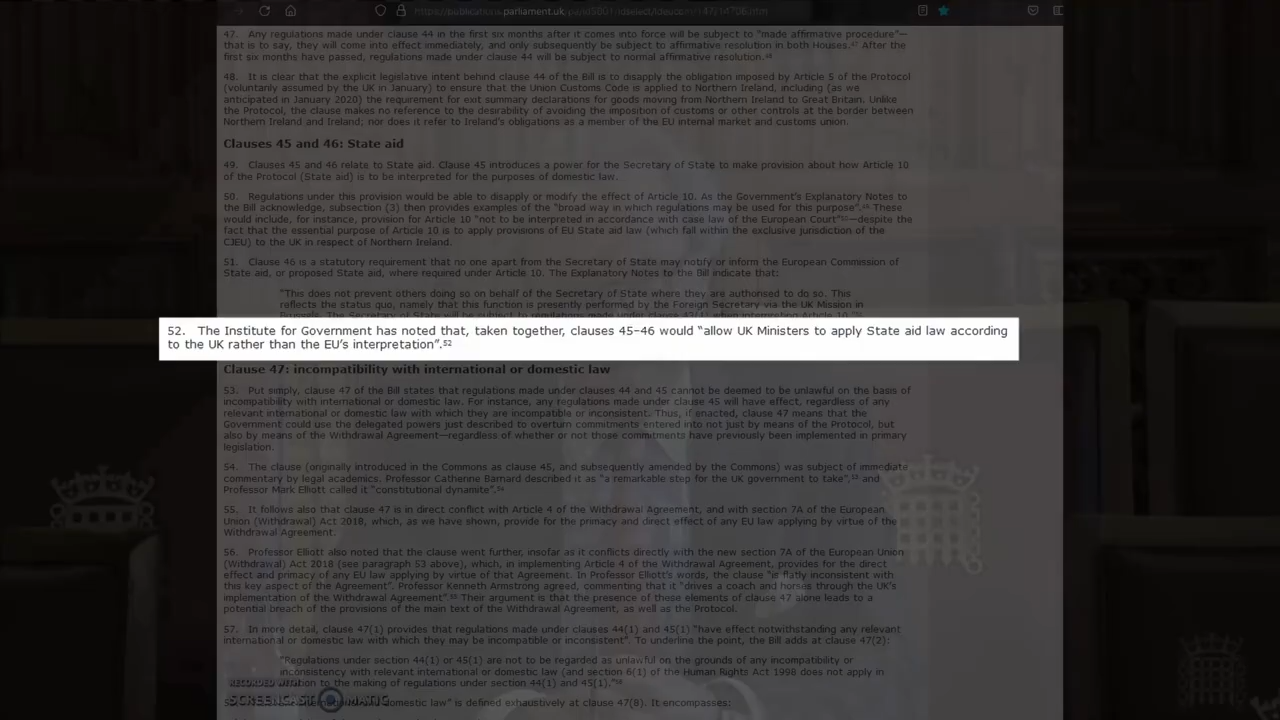 https://publications.parliament.uk/
47. Any regulations made under clause 44 in the first six months after it comes into force will be subject to "made affirmative procedure"—
that is to say, they will come into effect immediately, and only subsequently be subject to affirmative resolution in both Houses.47 After the
first six months have passed, regulations made under clause 44 will be subject to normal affirmative resolution.48
48. It is clear that the explicit legislative intent behind clause 44 of the Bill is to disapply the obligation imposed by Article 5 of the Protocol
(voluntarily assumed by the UK in January) to ensure that the Union Customs Code is applied to Northern Ireland, including (as we
anticipated in January 2020) the requirement for exit summary declarations for goods moving from Northern Ireland to Great Britain. Unlike
the Protocol, the clause makes no reference to the desirability of avoiding the imposition of customs or other controls at the border between
Northern Ireland and Ireland; nor does it refer to Ireland's obligations as a member of the EU internal market and customs union.
Clauses 45 and 46: State aid
49. Clauses 45 and 46 relate to State aid. Clause 45 introduces a power for the Secretary of State to make provision about how Article 10
of the Protocol (State aid) is to be interpreted for the purposes of domestic law.
50. Regulations under this provision would be able to disapply or modify the effect of Article 10. As the Government's Explanatory Notes to
the Bill acknowledge, subsection (3) then provides examples of the "broad way in which regulations may be used for this purpose". These
would include, for instance, provision for Article 10 "not to be interpreted in accordance with case law of the European Court"—despite the
fact that the essential purpose of Article 10 is to apply provisions of EU State aid law (which fall within the exclusive jurisdiction of the
CJEU) to the UK in respect of Northern Ireland.
51. Clause 46 is a statutory requirement that no one apart from the Secretary of State may notify or inform the European Commission of
State aid, or proposed State aid, where required under Article 10. The Explanatory Notes to the Bill indicate that:
"This does not prevent others doing so on behalf of the Secretary of State where they are authorised to do so. This
reflects the status quo, namely that this function is presently performed by the Foreign Secretary via the UK Mission in
52. The Institute for Government has noted that, taken together, clauses 45–46 would "allow UK Ministers to apply State aid law according
to the UK rather than the EU's interpretation".52
Clause 47: incompatibility with international or domestic law
53. Put simply, clause 47 of the Bill states that regulations made under clauses 44 and 45 cannot be deemed to be unlawful on the basis of
incompatibility with international or domestic law. For instance, any regulations made under clause 45 will have effect, regardless of any
relevant international or domestic law with which they are incompatible or inconsistent. Thus, if enacted, clause 47 means that the
Government could use the delegated powers just described to overturn commitments entered into not just by means of the Protocol, but
also by means of the Withdrawal Agreement—regardless of whether or not those commitments have previously been implemented in primary
legislation.
54. The clause (originally introduced in the Commons as clause 45, and subsequently amended by the Commons) was subject of immediate
commentary by legal academics. Professor Catherine Barnard described it as "a remarkable step for the UK government to take",53 and
Professor Mark Elliott called it "constitutional dynamite".54
55. It follows also that clause 47 is in direct conflict with Article 4 of the Withdrawal Agreement, and with section 7A of the European
Union (Withdrawal) Act 2018, which, as we have shown, provide for the primacy and direct effect of any EU law applying by virtue of the
Withdrawal Agreement.
56. Professor Elliott also noted that the clause went further, insofar as it conflicts directly with the new section 7A of the European Union
(Withdrawal) Act 2018 (see paragraph 53 above), which, in implementing Article 4 of the Withdrawal Agreement, provides for the direct
effect and primacy of any EU law applying by virtue of that Agreement. In Professor Elliott's words, the clause "is flatly inconsistent with
this key aspect of the Agreement". Professor Kenneth Armstrong agreed, commenting that it "drives a coach and horses through the UK's
implementation of the Withdrawal Agreement".55 Their argument is that the presence of these elements of clause 47 alone leads to a
potential breach of the provisions of the main text of the Withdrawal Agreement, as well as the Protocol.
57. In more detail, clause 47(1) provides that regulations made under clauses 44(1) and 45(1) "have effect notwithstanding any relevant
international or domestic law with which they may be incompatible or inconsistent". To underline the point, the Bill adds at clause 47(2):
"Regulations under section 44(1) or 45(1) are not to be regarded as unlawful on the grounds of any incompatibility or
inconsistency with relevant international or domestic law (and section 6(1) of the Human Rights Act 1998 does not apply in
to the making of regulations under section 44(1) and 45(1)."
RECORDED WITH
SCREENCAST MATIC
domestic law" is defined exhaustively at clause 47(8). It encompasses: